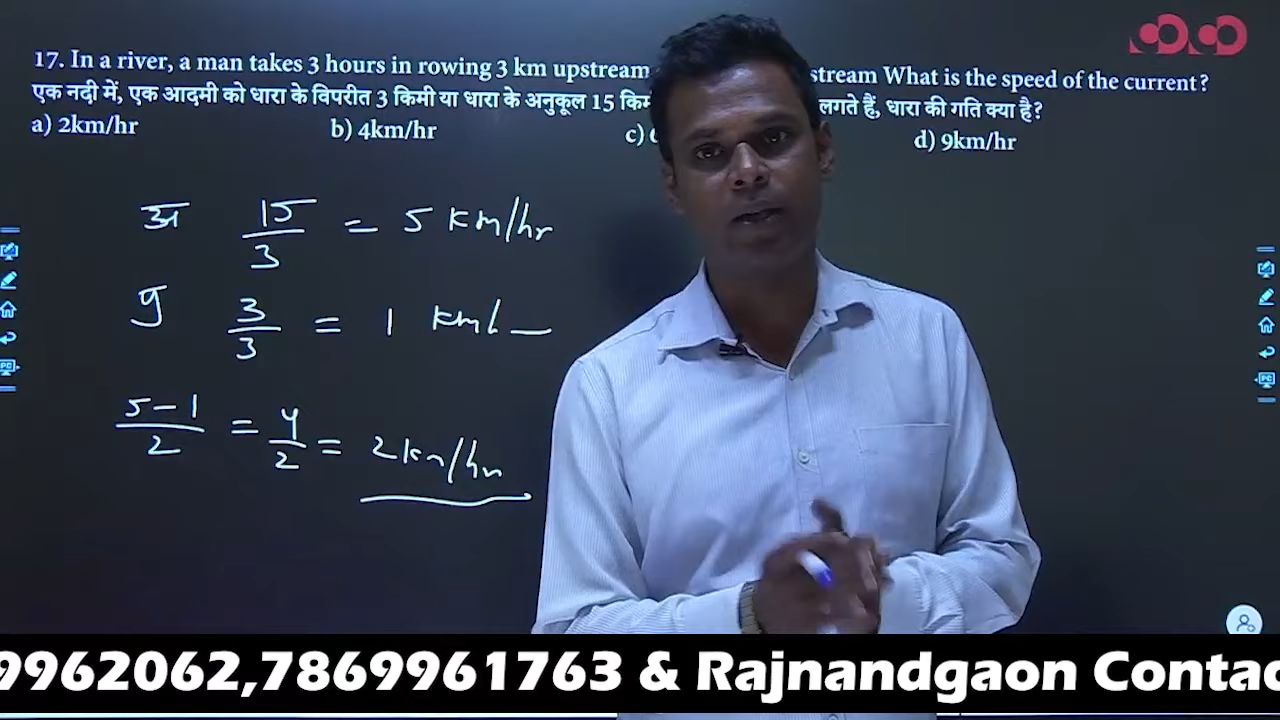 17. In a river, a man takes 3 hours in rowing 3 km upstream stream What is the speed of the current?
एक नदी में, एक आदमी को धारा के विपरीत 3 किमी या धारा के अनुकूल 15 किम लगते हैं, धारा की गति क्या है?
a) 2km/hr b) 4km/hr c) d) 9km/hr
अ 15/3 = 5 km/hr
3/3 = 1 km
5-1/2 = 4/2 = 2km/hr
9962062,7869961763 & Rajnandgaon Contac